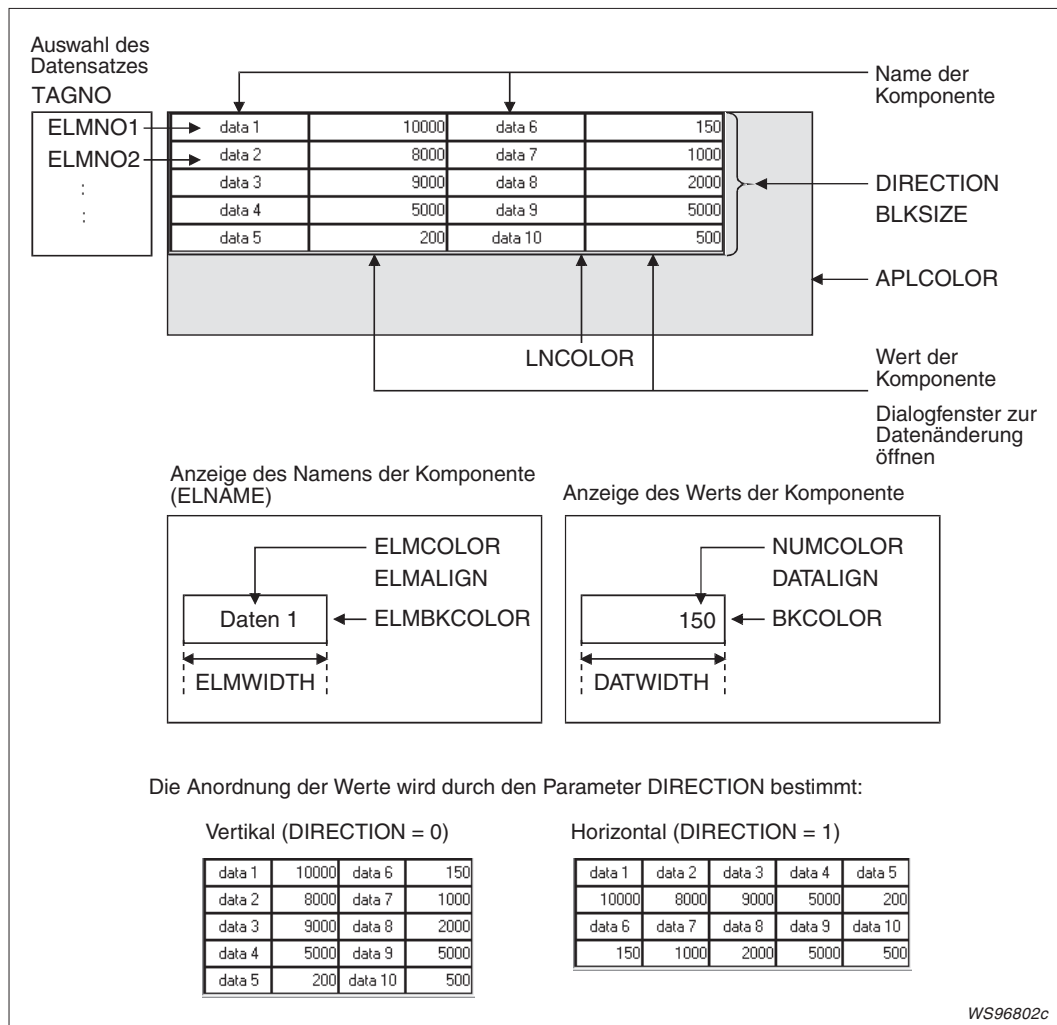 Auswahl des
Datensatzes
TAGNO
ELMNO1
ELMNO2
:
:
Name der
Komponente
data 1 10000 data 6 150
data 2 8000 data 7 1000
data 3 9000 data 8 2000
data 4 5000 data 9 5000
data 5 200 data 10 500
DIRECTION
BLKSIZE
APLCOLOR
LNCOLOR
Wert der
Komponente
Dialogfenster zur
Datenänderung
öffnen
Anzeige des Namens der Komponente
(ELNAME)
ELMCOLOR
ELMALIGN
Daten 1
ELMBKCOLOR
ELMWIDTH
Anzeige des Werts der Komponente
NUMCOLOR
DATALIGN
150
BKCOLOR
DATWIDTH
Die Anordnung der Werte wird durch den Parameter DIRECTION bestimmt:
Vertikal (DIRECTION = 0)
data 1 10000 data 6 150
data 2 8000 data 7 1000
data 3 9000 data 8 2000
data 4 5000 data 9 5000
data 5 200 data 10 500
Horizontal (DIRECTION = 1)
data 1 data 2 data 3 data 4 data 5
10000 8000 9000 5000 200
data 6 data 7 data 8 data 9 data 10
150 1000 2000 5000 500
WS96802c